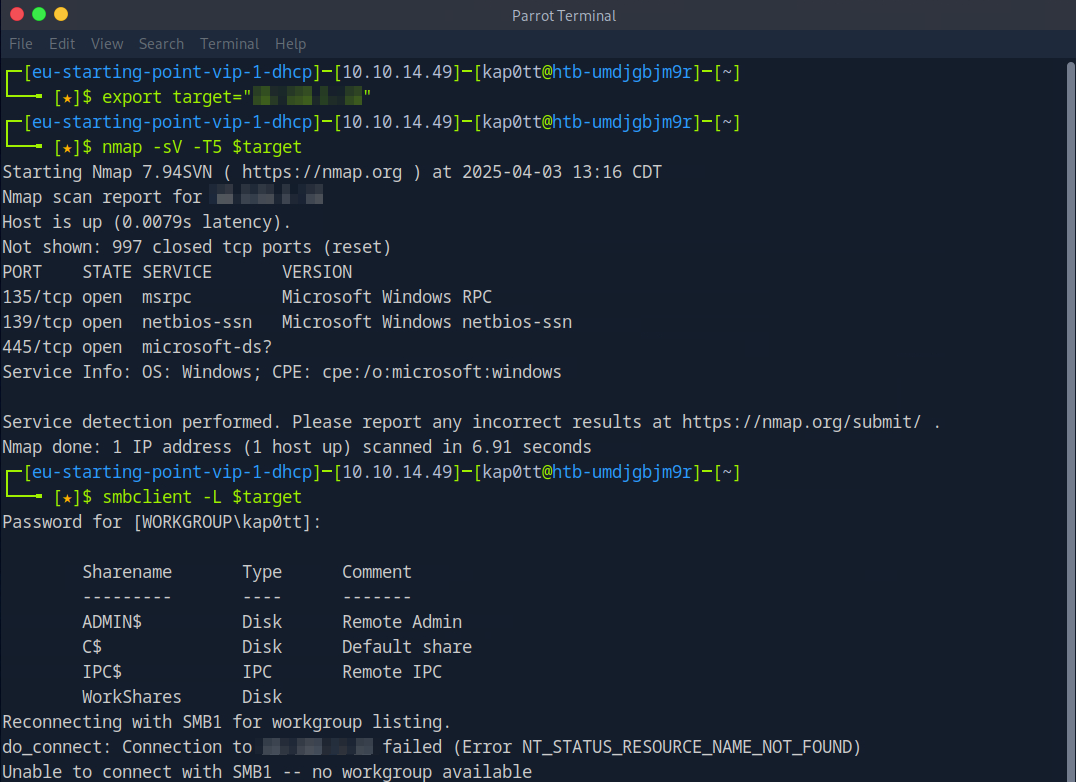 Parrot Terminal
File Edit View Search Terminal Help
┌─[eu-starting-point-vip-1-dhcp]─[10.10.14.49]─[kap0tt@htb-umdjgbjm9r]─[~]
└──╼ [★]$ export target=" "
┌─[eu-starting-point-vip-1-dhcp]─[10.10.14.49]─[kap0tt@htb-umdjgbjm9r]─[~]
└──╼ [★]$ nmap -sV -T5 $target
Starting Nmap 7.94SVN ( https://nmap.org ) at 2025-04-03 13:16 CDT
Nmap scan report for
Host is up (0.0079s latency).
Not shown: 997 closed tcp ports (reset)
PORT    STATE SERVICE       VERSION
135/tcp open  msrpc         Microsoft Windows RPC
139/tcp open  netbios-ssn   Microsoft Windows netbios-ssn
445/tcp open  microsoft-ds?
Service Info: OS: Windows; CPE: cpe:/o:microsoft:windows
Service detection performed. Please report any incorrect results at https://nmap.org/submit/ .
Nmap done: 1 IP address (1 host up) scanned in 6.91 seconds
┌─[eu-starting-point-vip-1-dhcp]─[10.10.14.49]─[kap0tt@htb-umdjgbjm9r]─[~]
└──╼ [★]$ smbclient -L $target
Password for [WORKGROUP\kap0tt]:
Sharename       Type      Comment
---------       ----      -------
ADMIN$          Disk      Remote Admin
C$              Disk      Default share
IPC$            IPC       Remote IPC
WorkShares      Disk
Reconnecting with SMB1 for workgroup listing.
do_connect: Connection to failed (Error NT_STATUS_RESOURCE_NAME_NOT_FOUND)
Unable to connect with SMB1 -- no workgroup available